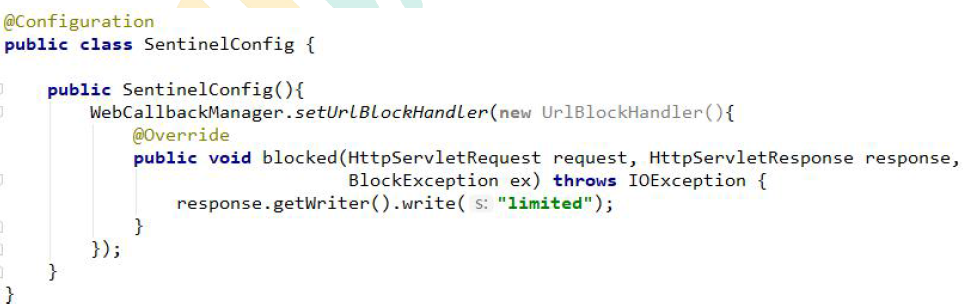 @Configuration
public class SentinelConfig {
public SentinelConfig(){
WebCallbackManager.setUrlBlockHandler(new UrlBlockHandler(){
@Override
public void blocked(HttpServletRequest request, HttpServletResponse response,
BlockException ex) throws IOException {
response.getWriter().write( s: "limited");
}
});
}
}